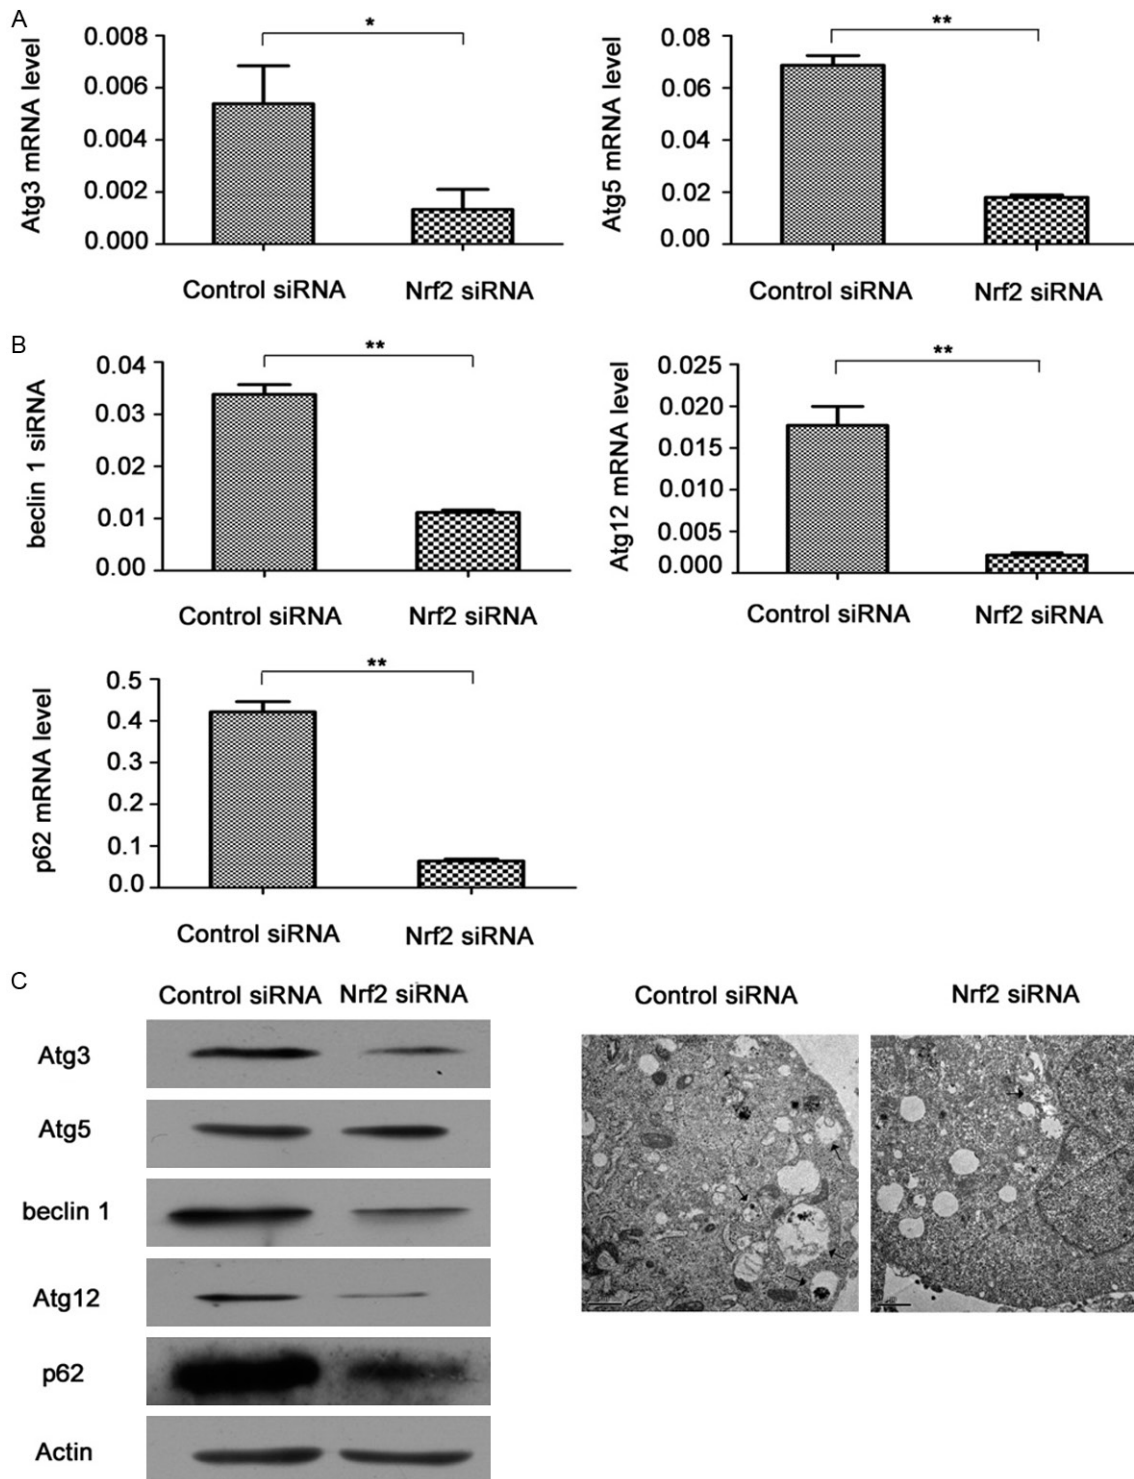 A
Atg3 mRNA level
0.008
0.006
0.004
0.002
0.000
*
Control siRNA
Nrf2 siRNA
Atg5 mRNA level
0.08
0.06
0.04
0.02
0.00
**
Control siRNA
Nrf2 siRNA
B
beclin 1 siRNA
0.04
0.03
0.02
0.01
0.00
**
Control siRNA
Nrf2 siRNA
Atg12 mRNA level
0.025
0.020
0.015
0.010
0.005
0.000
**
Control siRNA
Nrf2 siRNA
p62 mRNA level
0.5
0.4
0.3
0.2
0.1
0.0
**
Control siRNA
Nrf2 siRNA
C
Control siRNA Nrf2 siRNA
Atg3
Atg5
beclin 1
Atg12
p62
Actin
Control siRNA
Nrf2 siRNA